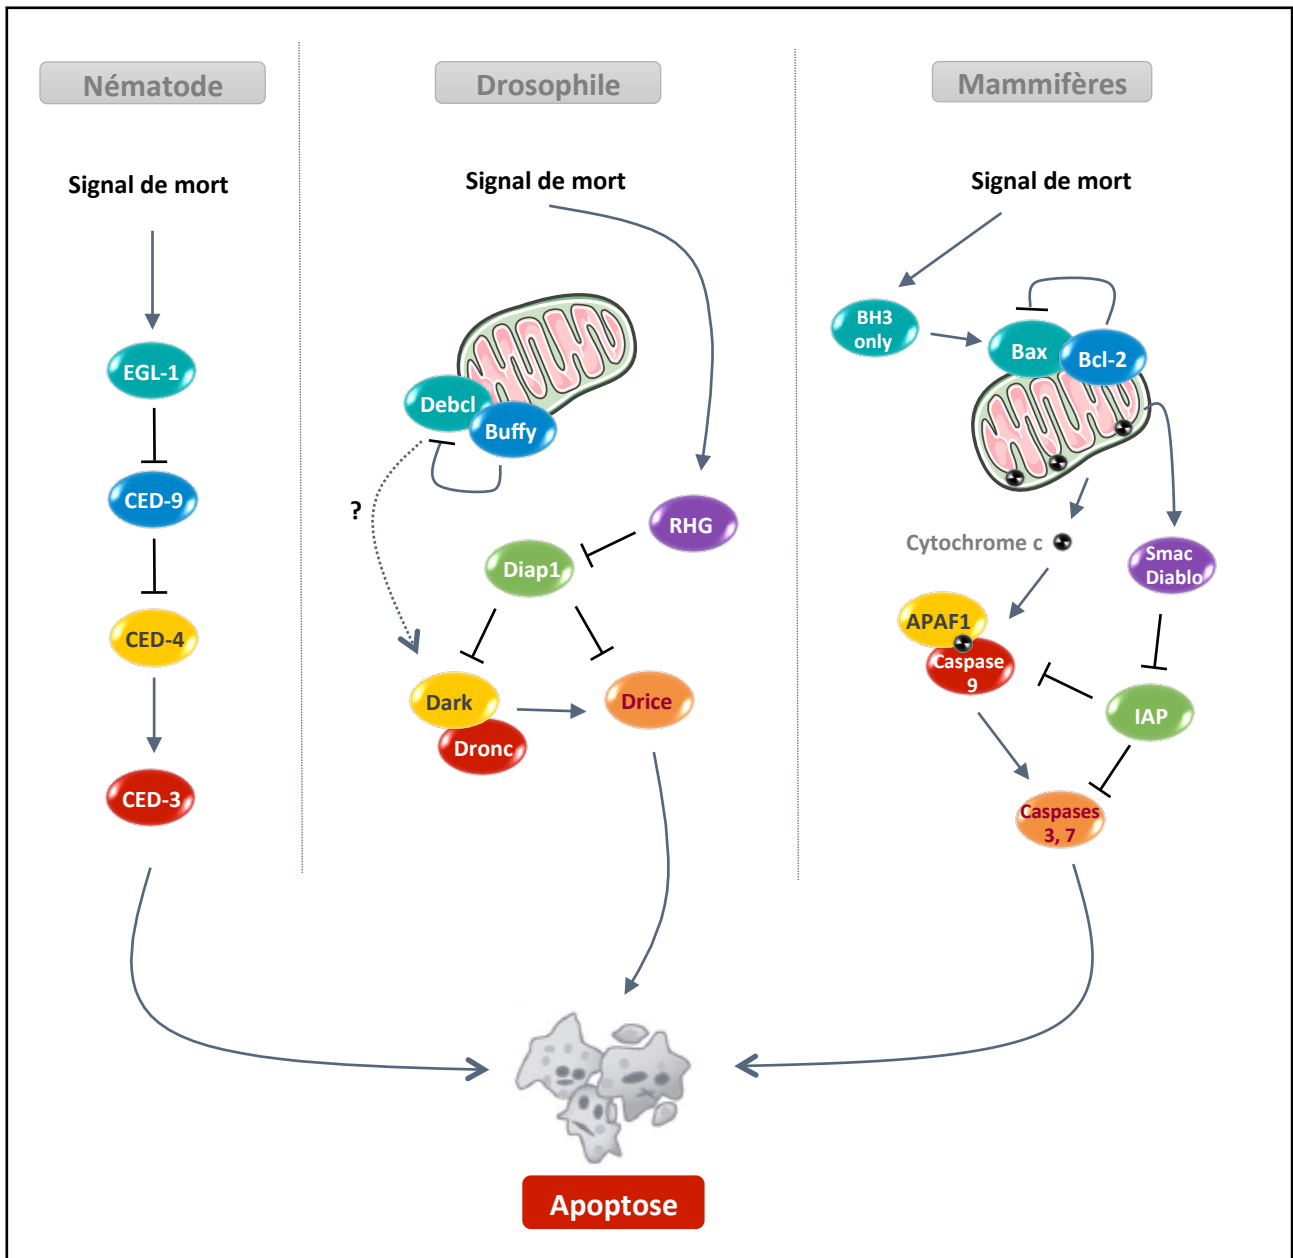 Nématode
Drosophile
Mammifères
Signal de mort
Signal de mort
Signal de mort
EGL-1
CED-9
CED-4
CED-3
Debcl
Buffy
?
RHG
Diap1
Dark
Dronc
Drice
BH3
only
Bax
Bcl-2
Cytochrome c
Smac
Diablo
APAF1
Caspase
9
IAP
Caspases
3, 7
Apoptose